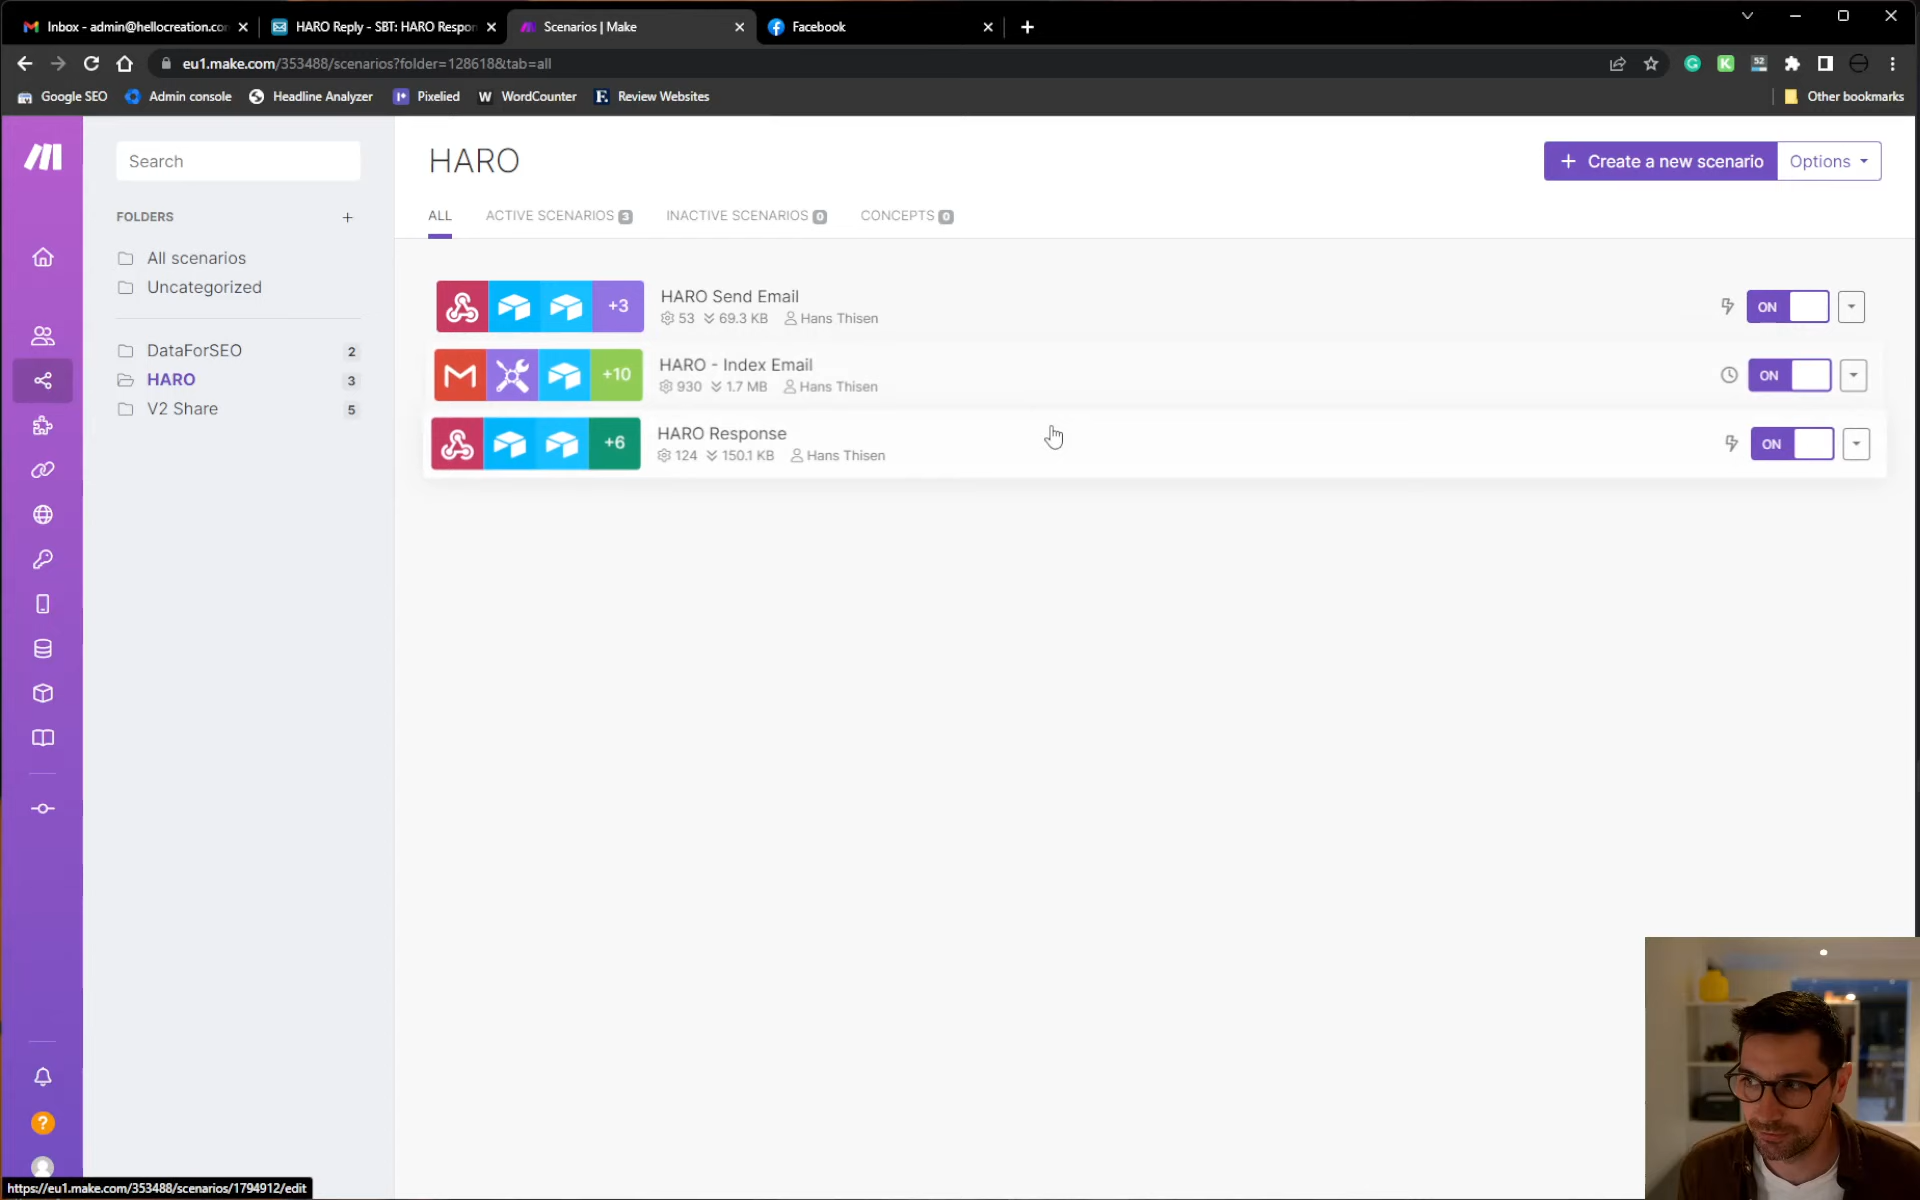 Inbox - admin@hellocreation.con
HARO Reply - SBT: HARO Respon
Scenarios | Make
Facebook
eu1.make.com/353488/scenarios?folder=128618&tab=all
52
Google SEO
Admin console
Headline Analyzer
Pixelied
WordCounter
Review Websites
Other bookmarks
Search
HARO
+ Create a new scenario
Options
FOLDERS
ALL
ACTIVE SCENARIOS 3
INACTIVE SCENARIOS 0
CONCEPTS 0
All scenarios
Uncategorized
DataForSEO 2
HARO 3
V2 Share 5
+3
HARO Send Email
53 69.3 KB Hans Thisen
ON
+10
HARO - Index Email
930 1.7 MB Hans Thisen
ON
+6
HARO Response
124 150.1 KB Hans Thisen
ON
?
https://eu1.make.com/353488/scenarios/1794912/edit